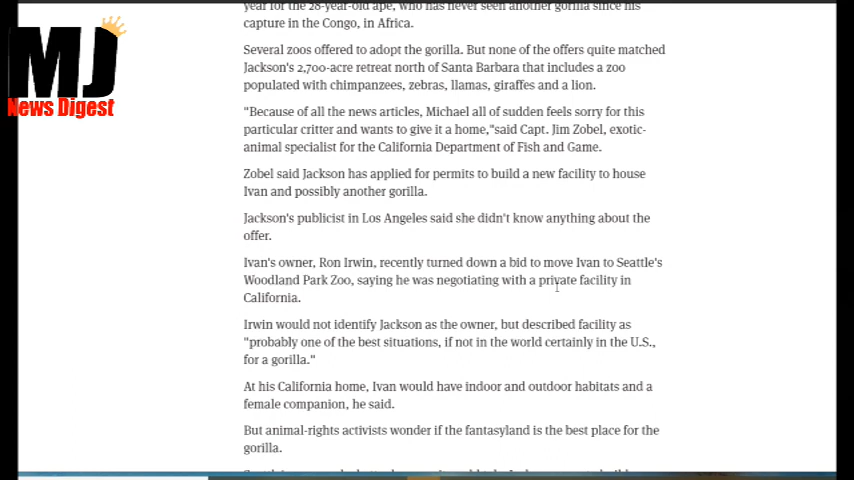 MJ
News Digest
year for the 28-year-old ape, who has never seen another gorilla since his
capture in the Congo, in Africa.
Several zoos offered to adopt the gorilla. But none of the offers quite matched
Jackson's 2,700-acre retreat north of Santa Barbara that includes a zoo
populated with chimpanzees, zebras, llamas, giraffes and a lion.
"Because of all the news articles, Michael all of sudden feels sorry for this
particular critter and wants to give it a home,"said Capt. Jim Zobel, exotic-
animal specialist for the California Department of Fish and Game.
Zobel said Jackson has applied for permits to build a new facility to house
Ivan and possibly another gorilla.
Jackson's publicist in Los Angeles said she didn't know anything about the
offer.
Ivan's owner, Ron Irwin, recently turned down a bid to move Ivan to Seattle's
Woodland Park Zoo, saying he was negotiating with a private facility in
California.
Irwin would not identify Jackson as the owner, but described facility as
"probably one of the best situations, if not in the world certainly in the U.S.,
for a gorilla."
At his California home, Ivan would have indoor and outdoor habitats and a
female companion, he said.
But animal-rights activists wonder if the fantasyland is the best place for the
gorilla.